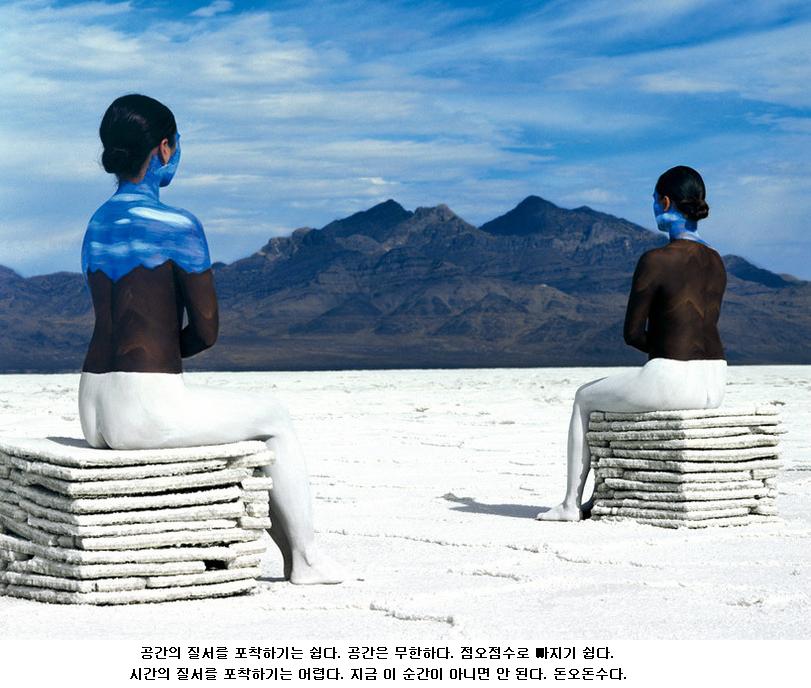 공간의 질서를 포착하기는 쉽다. 공간은 무한하다. 점오점수로 빠지기 쉽다.
시간의 질서를 포착하기는 어렵다. 지금 이 순간이 아니면 안 된다. 돈오돈수다.